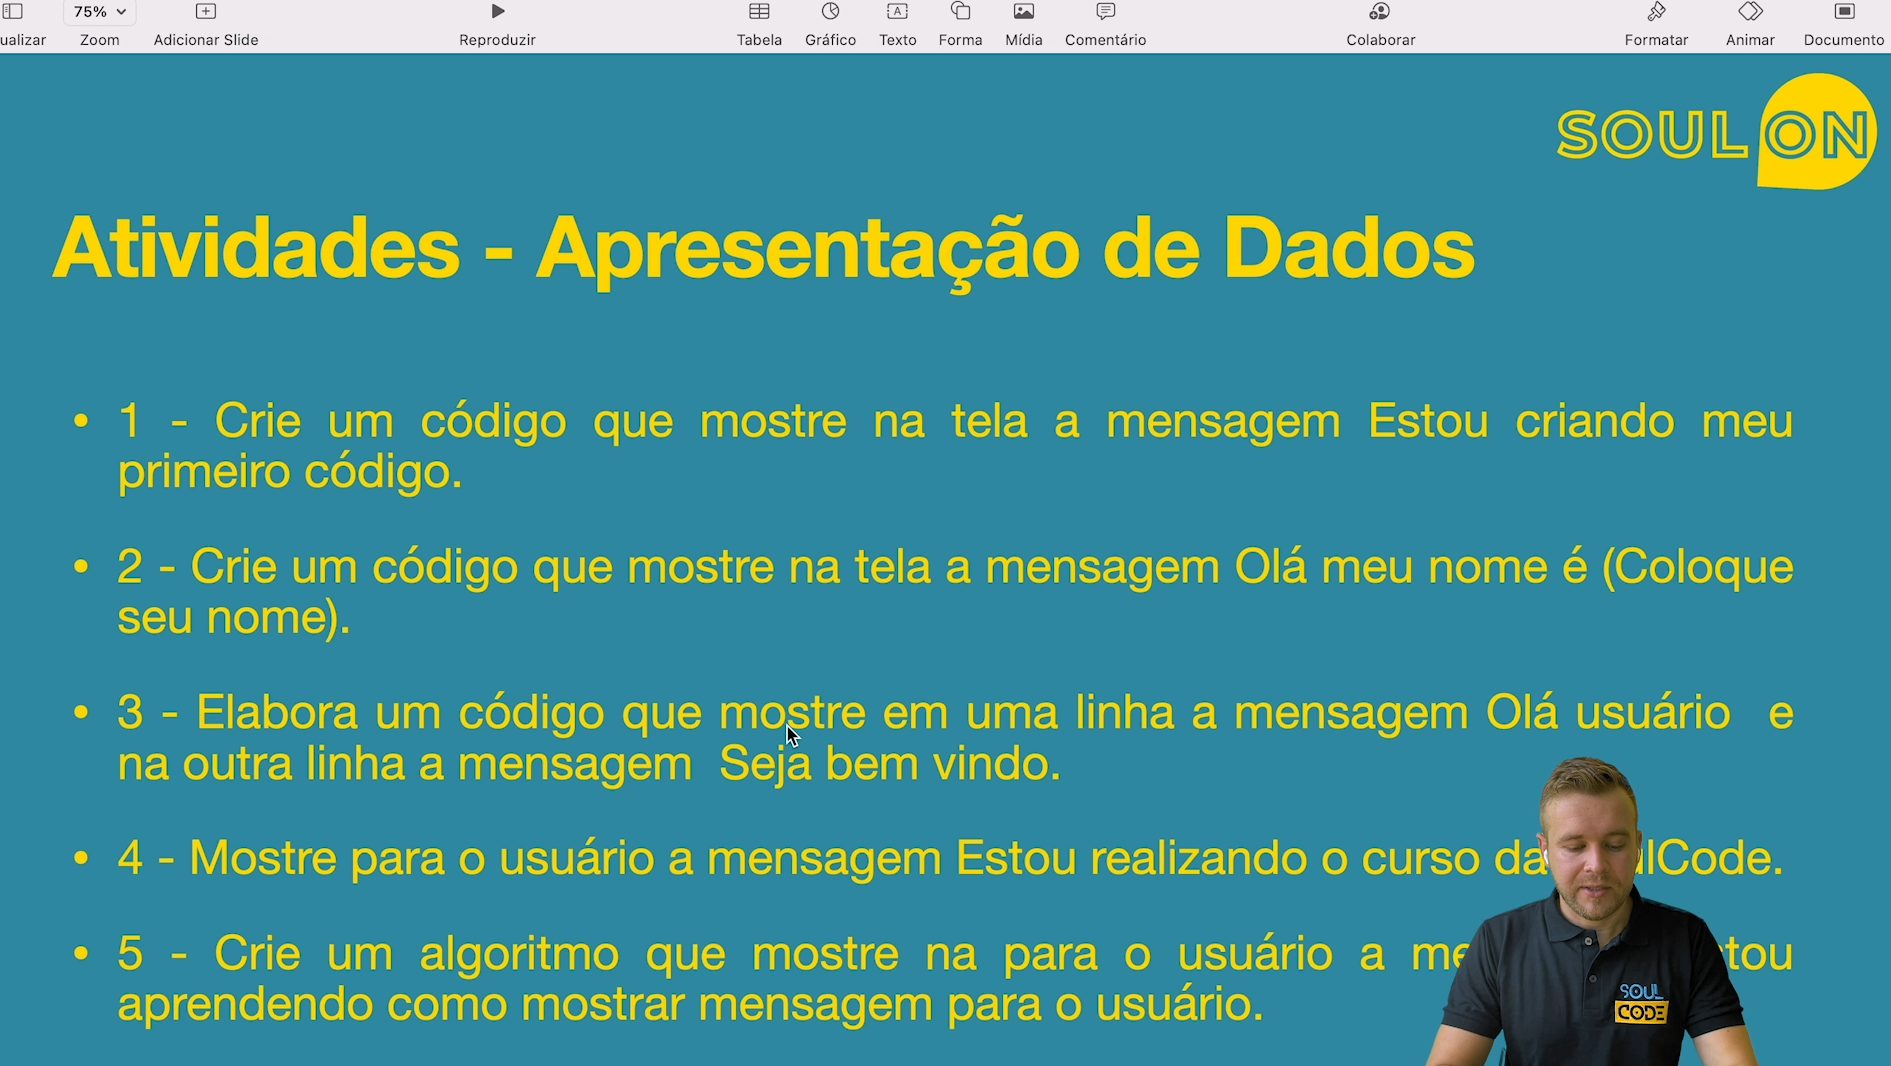 75%
ualizar Zoom Adicionar Slide Reproduzir Tabela Gráfico Texto Forma Mídia Comentário Colaborar Formatar Animar Documento
SOUL ON
Atividades - Apresentação de Dados
• 1 - Crie um código que mostre na tela a mensagem Estou criando meu
primeiro código.
• 2 - Crie um código que mostre na tela a mensagem Olá meu nome é (Coloque
seu nome).
• 3 - Elabora um código que mostre em uma linha a mensagem Olá usuário e
na outra linha a mensagem Seja bem vindo.
• 4 - Mostre para o usuário a mensagem Estou realizando o curso da ulCode.
• 5 - Crie um algoritmo que mostre na para o usuário a me tou
aprendendo como mostrar mensagem para o usuário.
SOUL
CODE